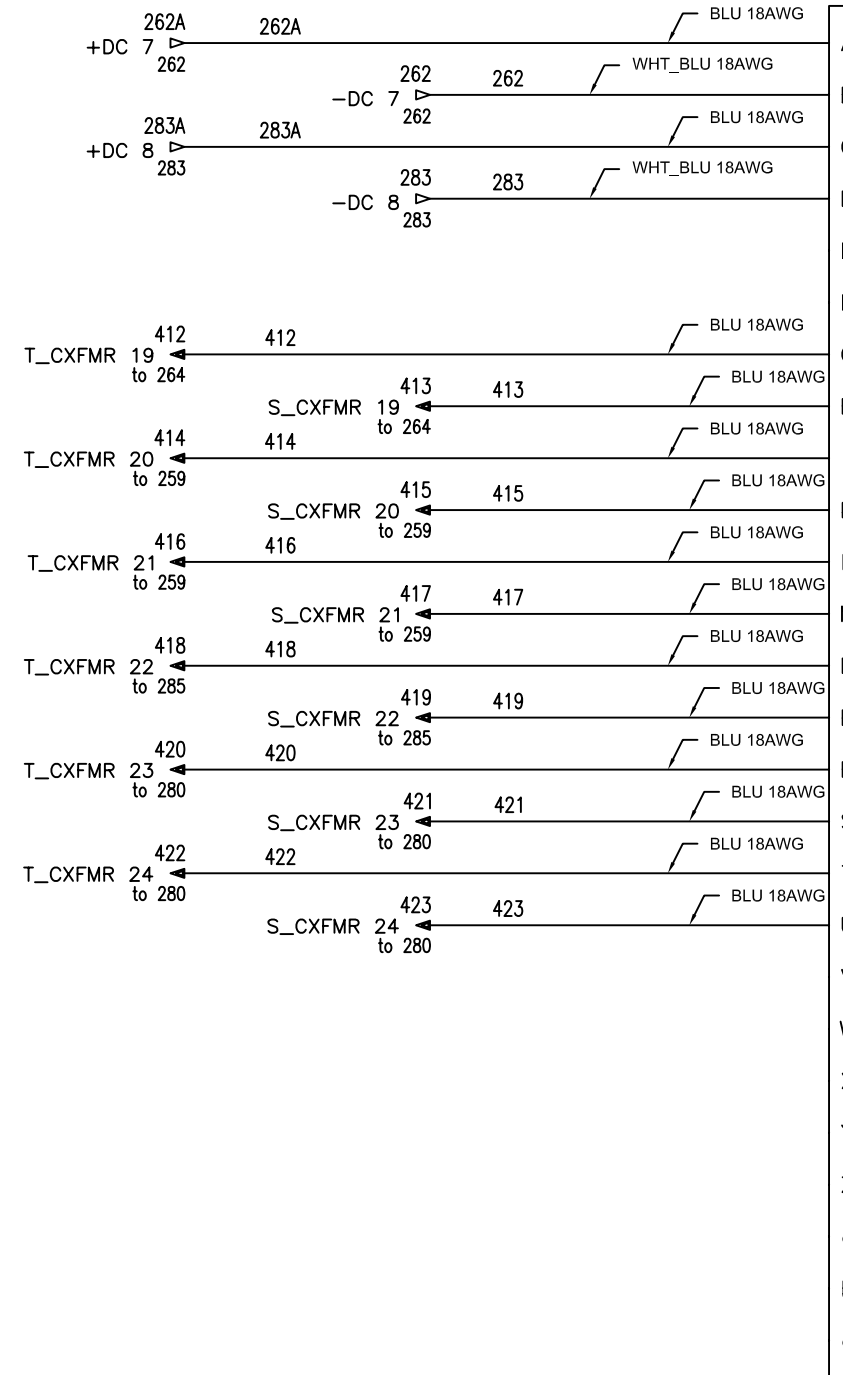 262A 262A BLU 18AWG
+DC 7
262
262 262 WHT_BLU 18AWG
-DC 7
262
283A 283A BLU 18AWG
+DC 8
283
283 283 WHT_BLU 18AWG
-DC 8
283
412 412 BLU 18AWG
T_CXFMR 19
to 264
413 413 BLU 18AWG
S_CXFMR 19
to 264
414 414 BLU 18AWG
T_CXFMR 20
to 259
415 415 BLU 18AWG
S_CXFMR 20
to 259
416 416 BLU 18AWG
T_CXFMR 21
to 259
417 417 BLU 18AWG
S_CXFMR 21
to 259
418 418 BLU 18AWG
T_CXFMR 22
to 285
419 419 BLU 18AWG
S_CXFMR 22
to 285
420 420 BLU 18AWG
T_CXFMR 23
to 280
421 421 BLU 18AWG
S_CXFMR 23
to 280
422 422 BLU 18AWG
T_CXFMR 24
to 280
423 423 BLU 18AWG
S_CXFMR 24
to 280